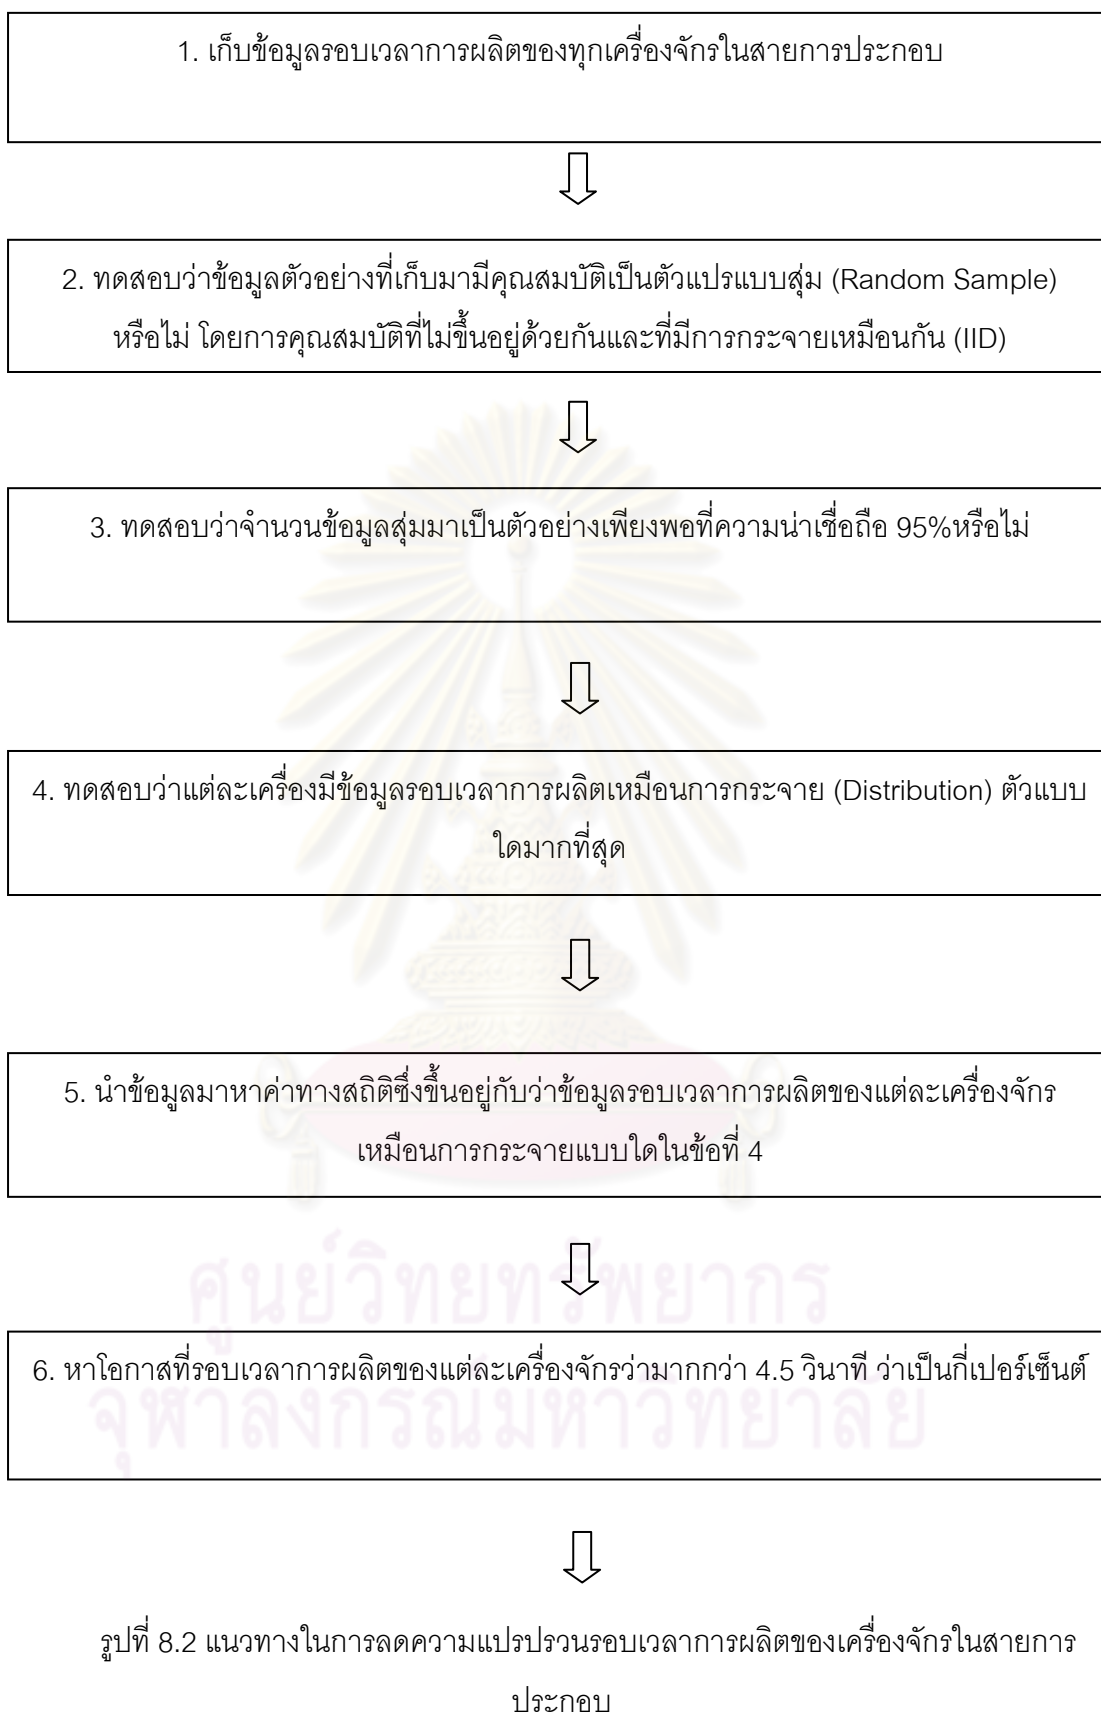 1. เก็บข้อมูลรอบเวลาการผลิตของทุกเครื่องจักรในสายการประกอบ
2. ทดสอบว่าข้อมูลตัวอย่างที่เก็บมามีคุณสมบัติเป็นตัวแปรแบบสุ่ม (Random Sample)
หรือไม่ โดยการคุณสมบัติที่ไม่ขึ้นอยู่ด้วยกันและที่มีการกระจายเหมือนกัน (IID)
3. ทดสอบว่าจำนวนข้อมูลสุ่มมาเป็นตัวอย่างเพียงพอที่ความน่าเชื่อถือ 95%หรือไม่
4. ทดสอบว่าแต่ละเครื่องมีข้อมูลรอบเวลาการผลิตเหมือนการกระจาย (Distribution) ตัวแบบ
ใดมากที่สุด
5. นำข้อมูลมาหาค่าทางสถิติซึ่งขึ้นอยู่กับว่าข้อมูลรอบเวลาการผลิตของแต่ละเครื่องจักร
เหมือนการกระจายแบบใดในข้อที่ 4
ศูนย์วิทยทรัพยากร
6. หาโอกาสที่รอบเวลาการผลิตของแต่ละเครื่องจักรว่ามากกว่า 4.5 วินาที ว่าเป็นกี่เปอร์เซ็นต์
จุฬาลงกรณ์มหาวิทยาลัย
รูปที่ 8.2 แนวทางในการลดความแปรปรวนรอบเวลาการผลิตของเครื่องจักรในสายการ
ประกอบ